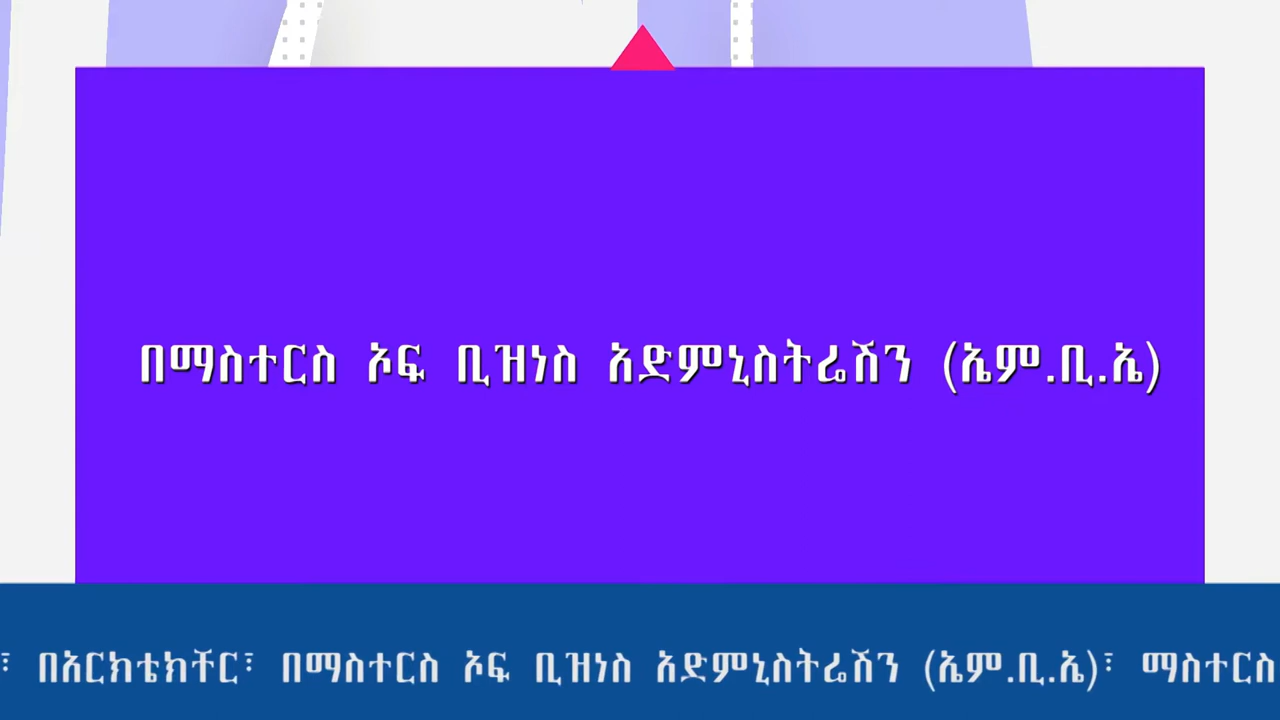 በማስተርስ ኦፍ ቢዝነስ አድምኒስትሬሽን (ኤም.ቢ.ኤ)
፣ በአርክቴክቸር፣ በማስተርስ ኦፍ ቢዝነስ አድምኒስትሬሽን (ኤም.ቢ.ኤ)፣ ማስተርስ